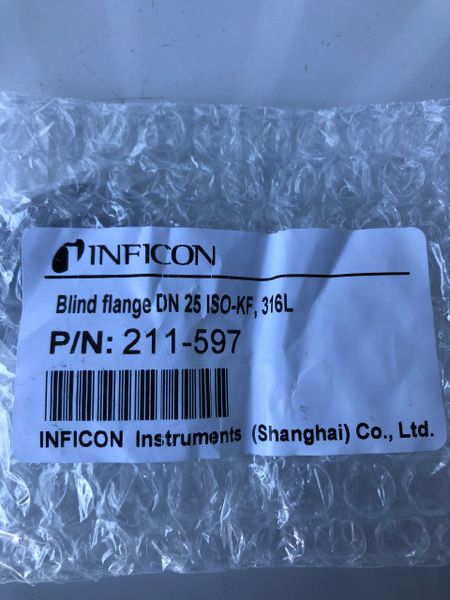 INFICON
Blind flange DN 25 ISO-KF, 316L
P/N: 211-597
INFICON Instruments (Shanghai) Co., Ltd.